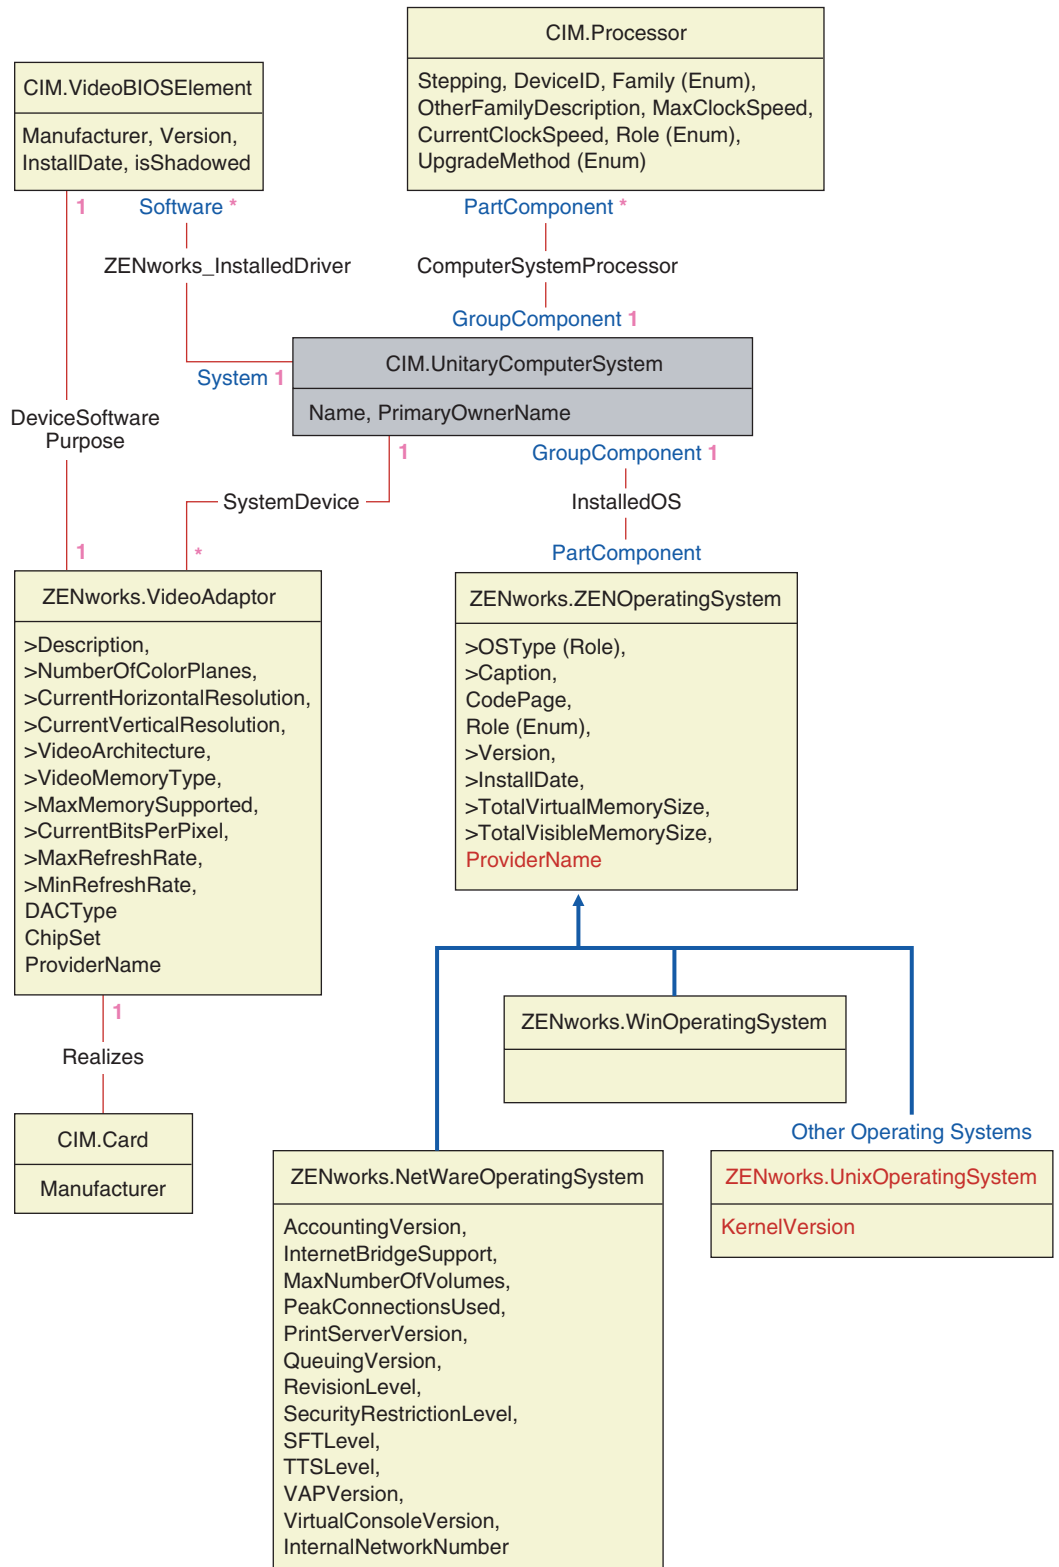 CIM.Processor
Stepping, DeviceID, Family (Enum),
OtherFamilyDescription, MaxClockSpeed,
CurrentClockSpeed, Role (Enum),
UpgradeMethod (Enum)
CIM.VideoBIOSElement
Manufacturer, Version,
InstallDate, isShadowed
1
Software *
PartComponent *
ZENworks_InstalledDriver
ComputerSystemProcessor
GroupComponent 1
CIM.UnitaryComputerSystem
Name, PrimaryOwnerName
System 1
DeviceSoftware
Purpose
1
GroupComponent 1
SystemDevice
InstalledOS
1
*
PartComponent
ZENworks.VideoAdaptor
>Description,
>NumberOfColorPlanes,
>CurrentHorizontalResolution,
>CurrentVerticalResolution,
>VideoArchitecture,
>VideoMemoryType,
>MaxMemorySupported,
>CurrentBitsPerPixel,
>MaxRefreshRate,
>MinRefreshRate,
DACType
ChipSet
ProviderName
ZENworks.ZENOperatingSystem
>OSType (Role),
>Caption,
CodePage,
Role (Enum),
>Version,
>InstallDate,
>TotalVirtualMemorySize,
>TotalVisibleMemorySize,
ProviderName
1
Realizes
CIM.Card
Manufacturer
ZENworks.WinOperatingSystem
Other Operating Systems
ZENworks.NetWareOperatingSystem
AccountingVersion,
InternetBridgeSupport,
MaxNumberOfVolumes,
PeakConnectionsUsed,
PrintServerVersion,
QueuingVersion,
RevisionLevel,
SecurityRestrictionLevel,
SFTLevel,
TTSLevel,
VAPVersion,
VirtualConsoleVersion,
InternalNetworkNumber
ZENworks.UnixOperatingSystem
KernelVersion